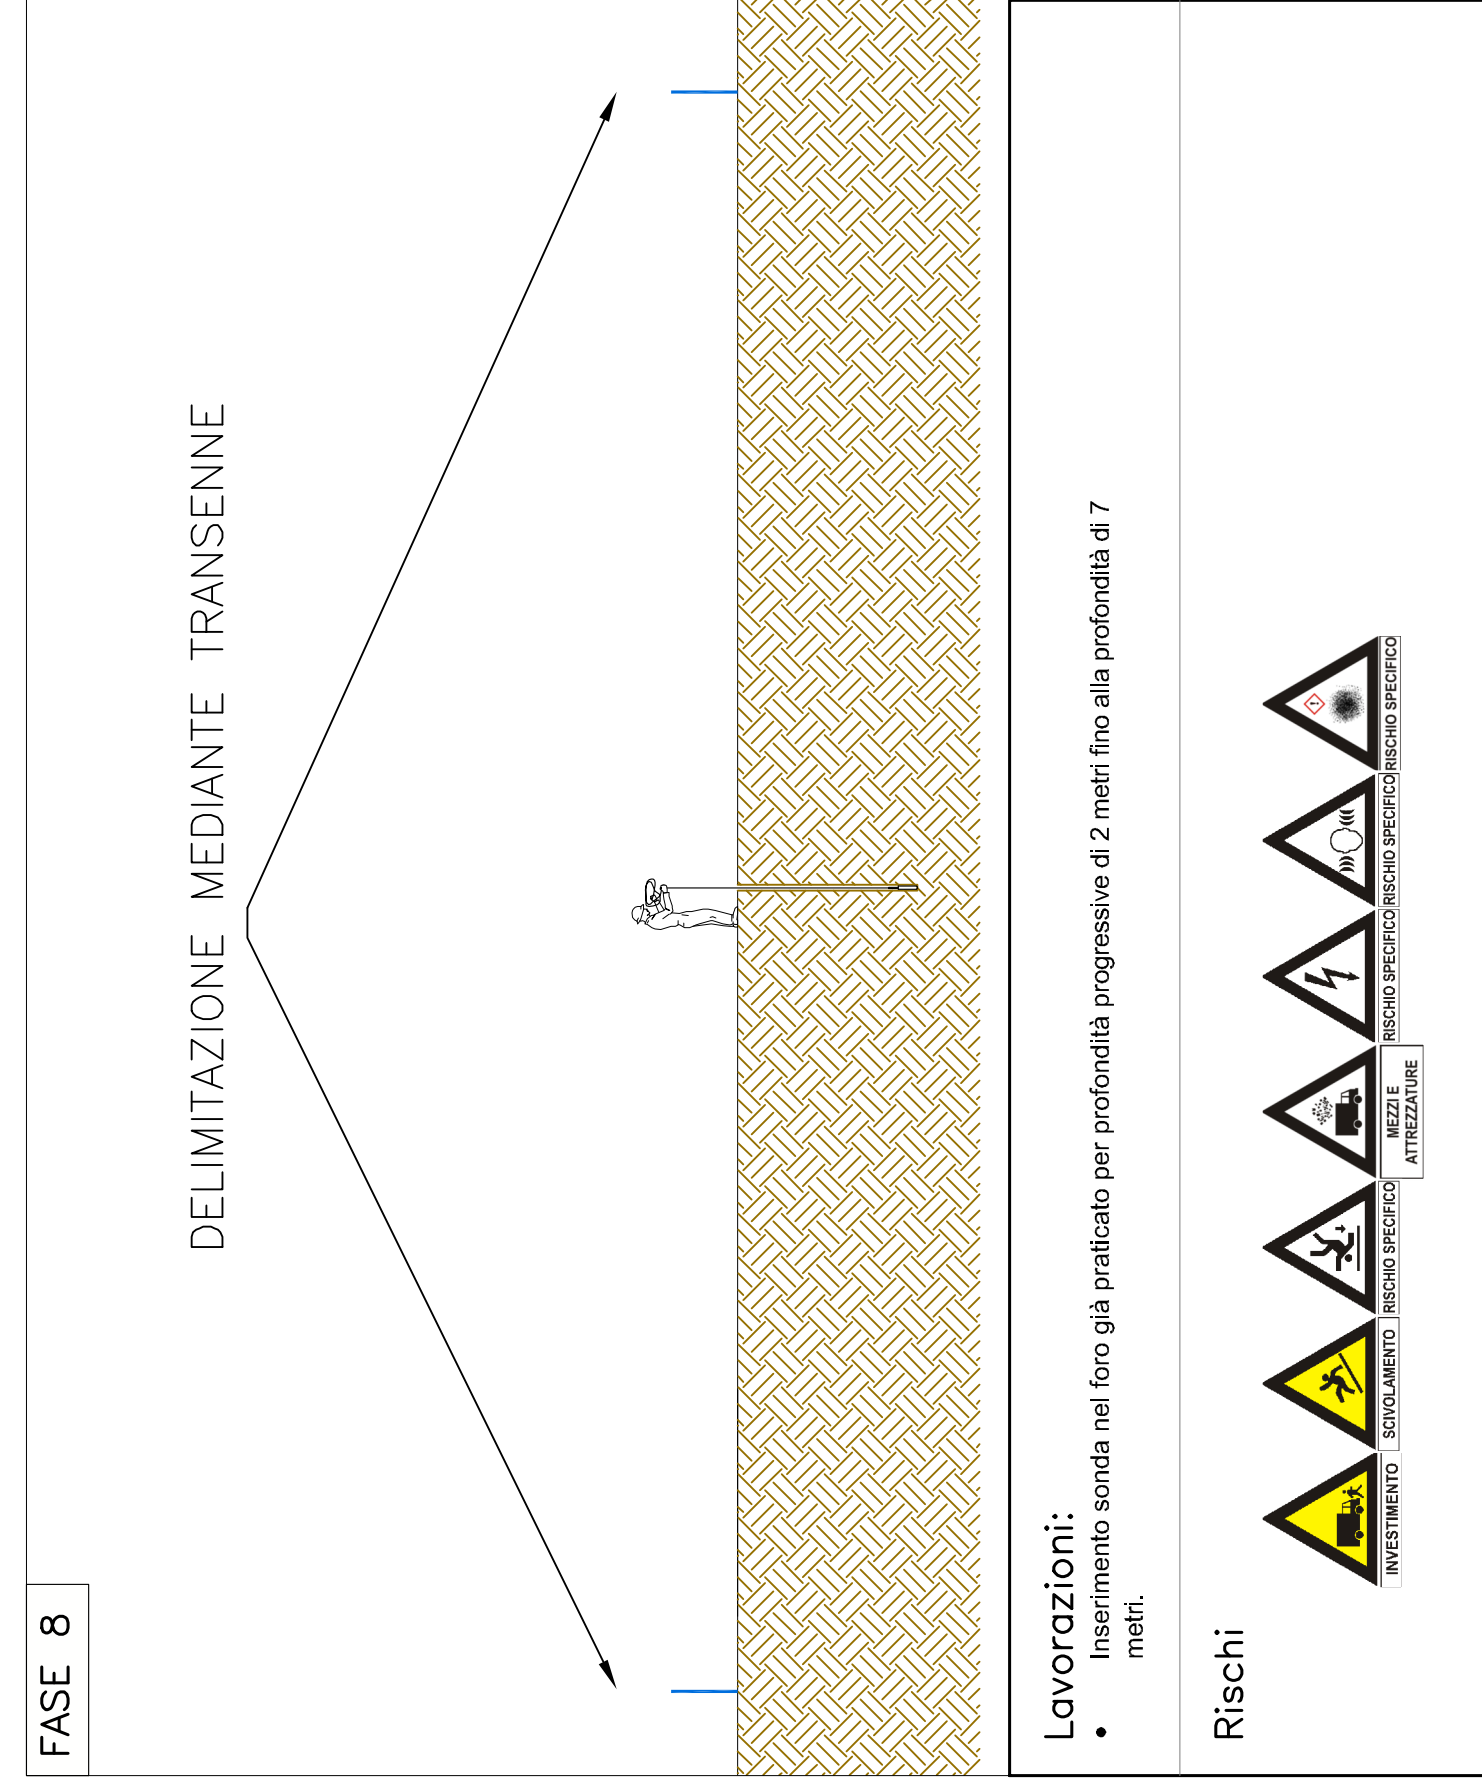 FASE 8
DELIMITAZIONE MEDIANTE TRANSENNE
Lavorazioni:
• Inserimento sonda nel foro già praticato per profondità progressive di 2 metri fino alla profondità di 7
metri.
Rischi
INVESTIMENTO
SCIVOLAMENTO
RISCHIO SPECIFICO
MEZZI E
ATTREZZATURE
RISCHIO SPECIFICO
RISCHIO SPECIFICO
RISCHIO SPECIFICO